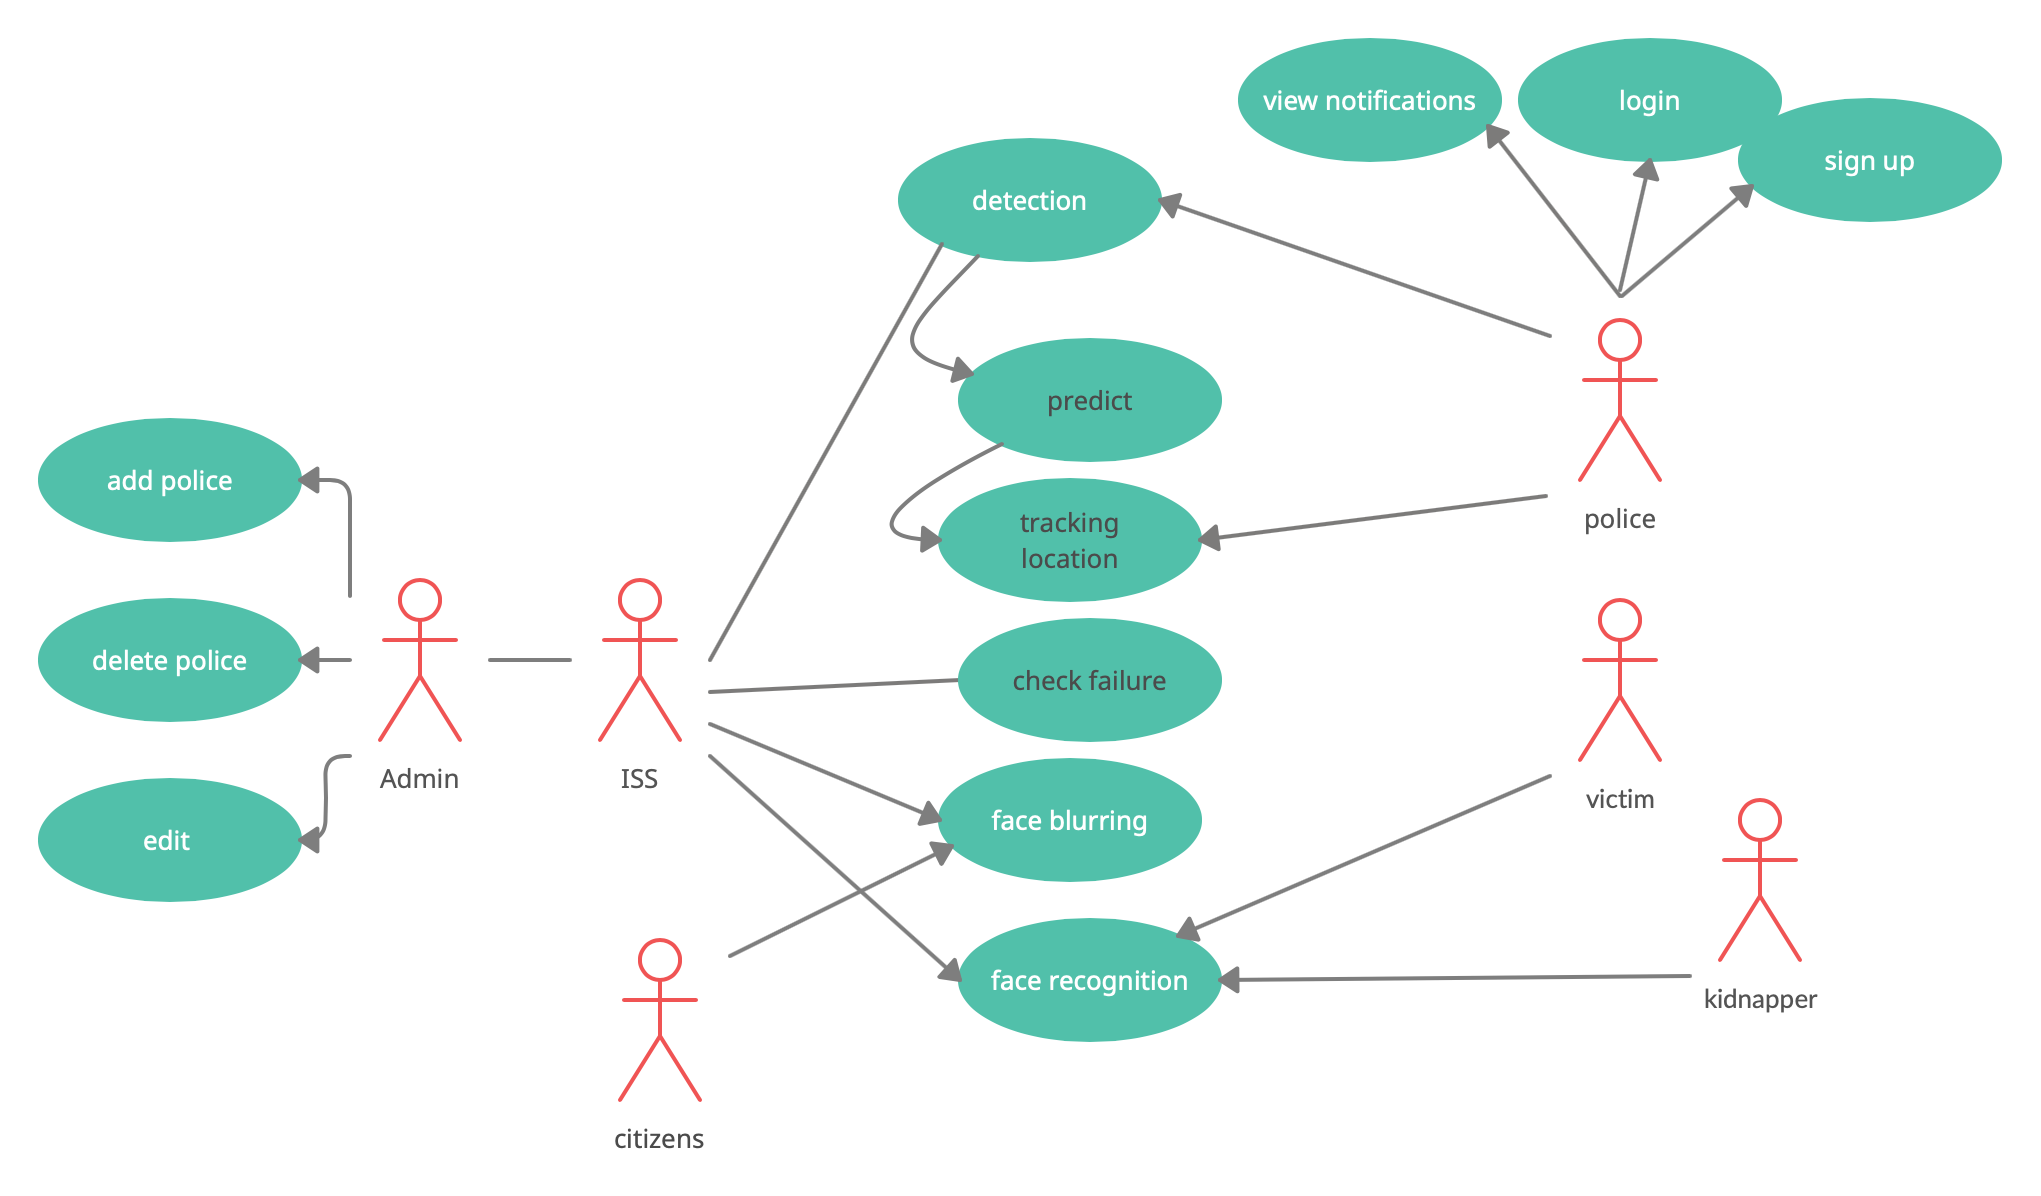 view notifications
login
sign up
detection
predict
add police
tracking
location
police
delete police
check failure
Admin
ISS
victim
edit
face blurring
face recognition
kidnapper
citizens